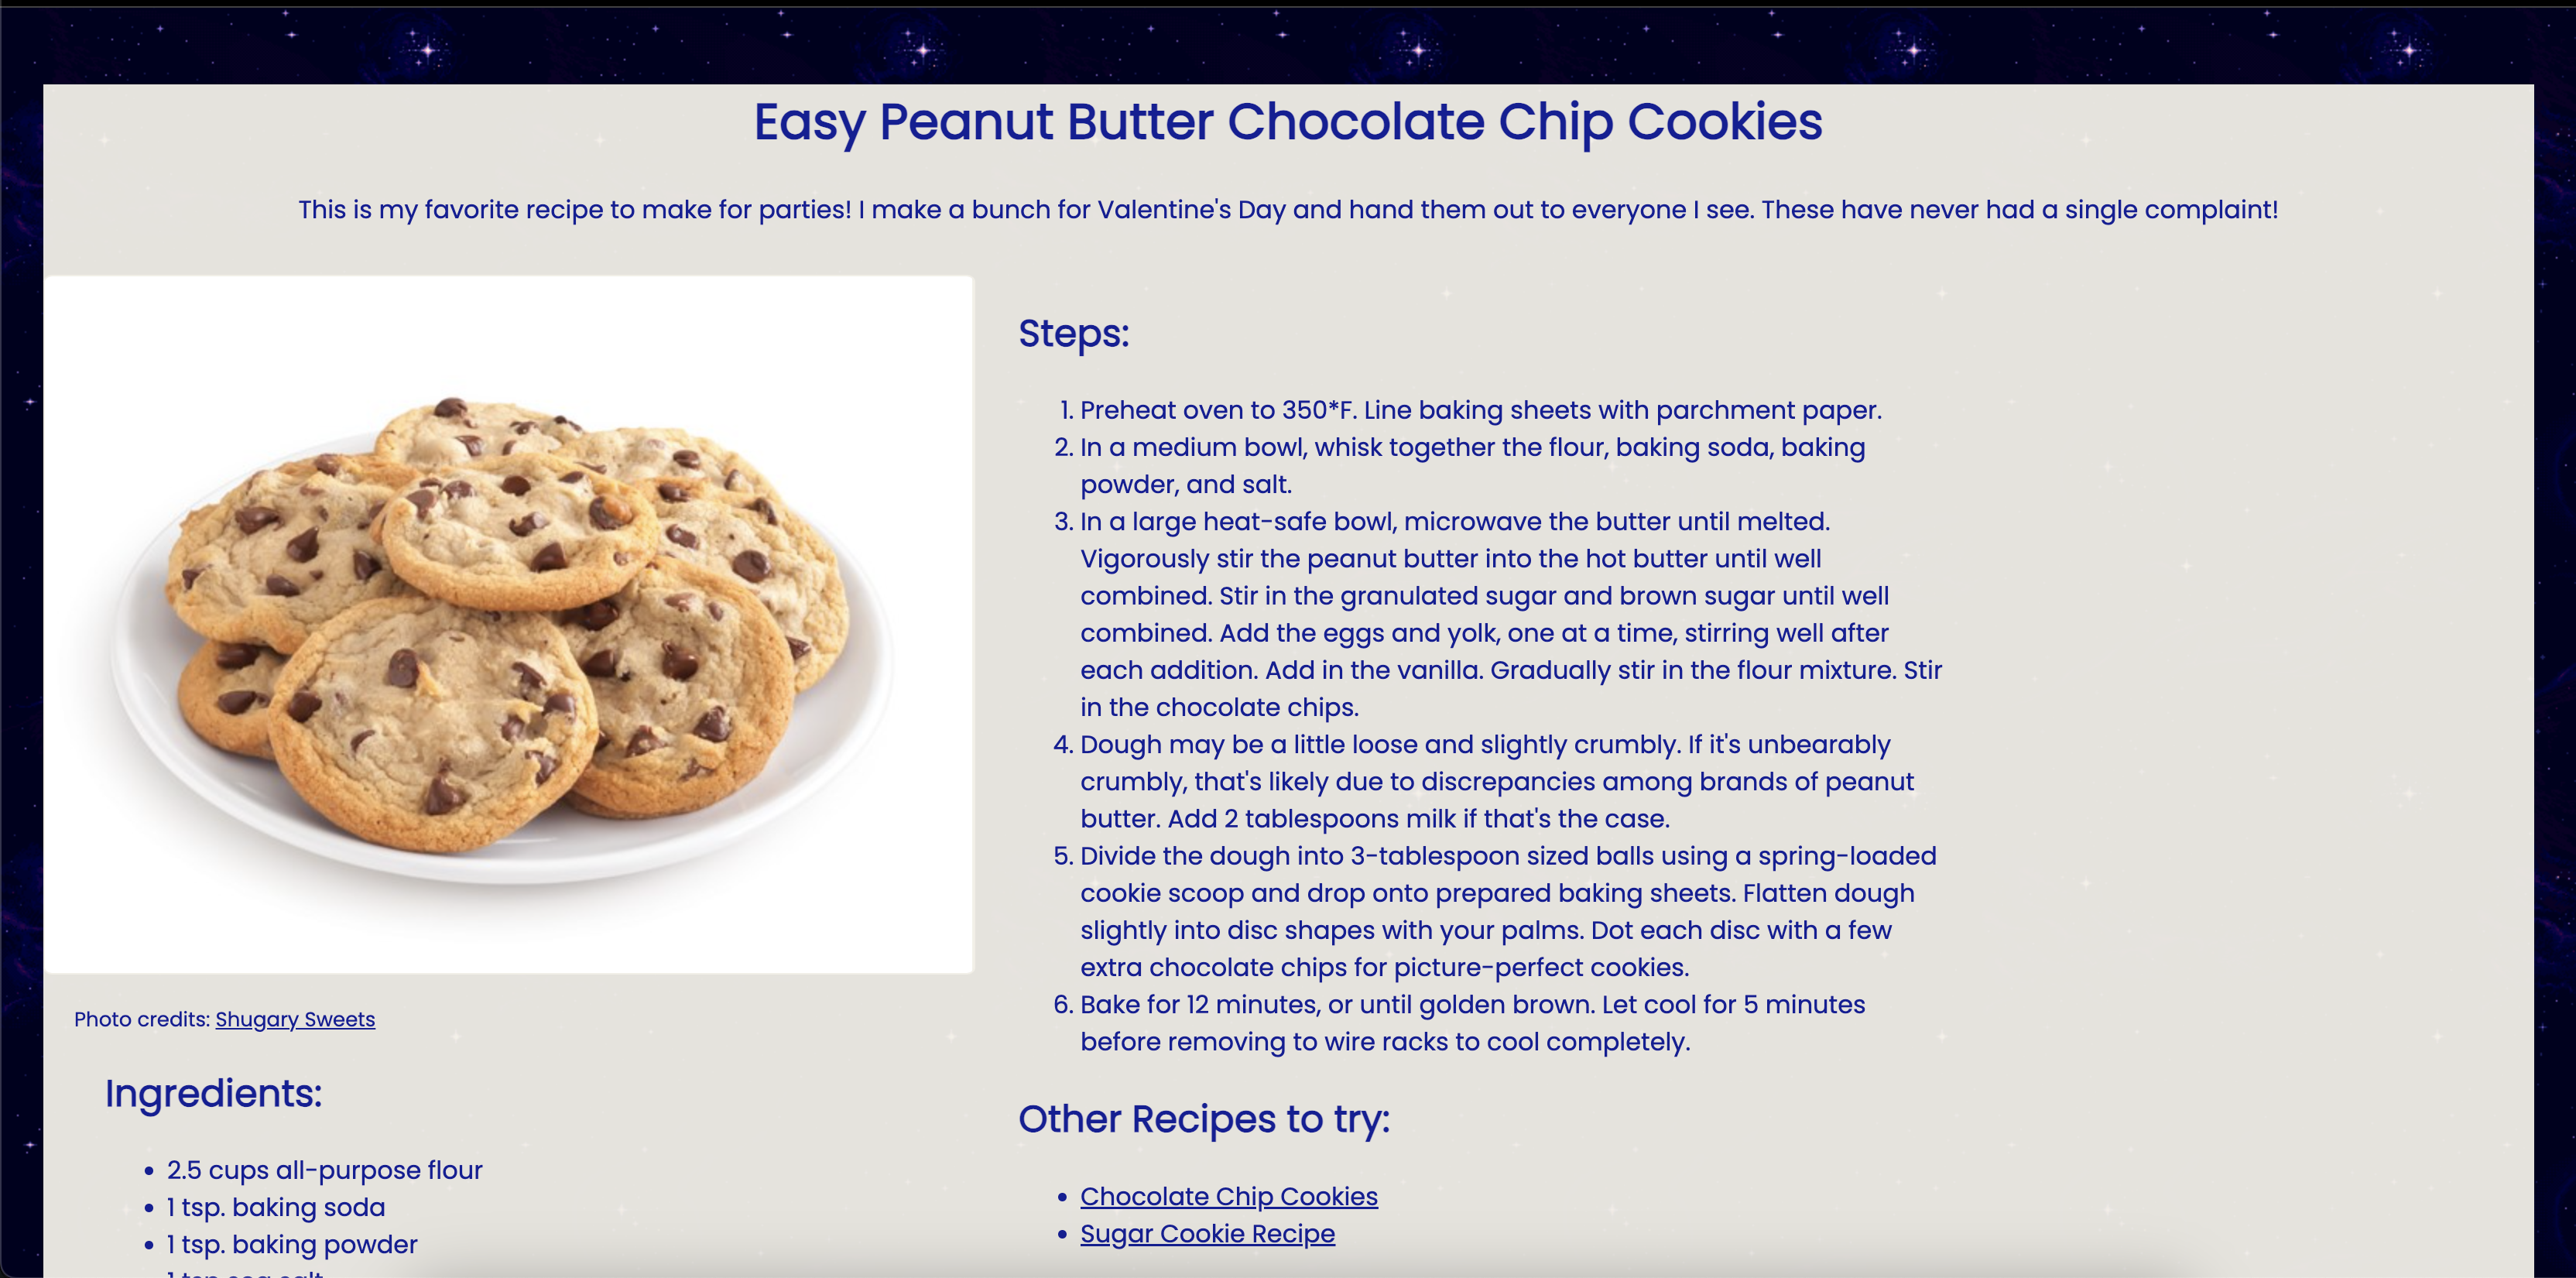 Easy Peanut Butter Chocolate Chip Cookies
This is my favorite recipe to make for parties! I make a bunch for Valentine's Day and hand them out to everyone I see. These have never had a single complaint!
Photo credits: Shugary Sweets
Ingredients:
• 2.5 cups all-purpose flour
• 1 tsp. baking soda
• 1 tsp. baking powder
1 tsp sea salt
Steps:
1. Preheat oven to 350*F. Line baking sheets with parchment paper.
2. In a medium bowl, whisk together the flour, baking soda, baking
powder, and salt.
3. In a large heat-safe bowl, microwave the butter until melted.
Vigorously stir the peanut butter into the hot butter until well
combined. Stir in the granulated sugar and brown sugar until well
combined. Add the eggs and yolk, one at a time, stirring well after
each addition. Add in the vanilla. Gradually stir in the flour mixture. Stir
in the chocolate chips.
4. Dough may be a little loose and slightly crumbly. If it's unbearably
crumbly, that's likely due to discrepancies among brands of peanut
butter. Add 2 tablespoons milk if that's the case.
5. Divide the dough into 3-tablespoon sized balls using a spring-loaded
cookie scoop and drop onto prepared baking sheets. Flatten dough
slightly into disc shapes with your palms. Dot each disc with a few
extra chocolate chips for picture-perfect cookies.
6. Bake for 12 minutes, or until golden brown. Let cool for 5 minutes
before removing to wire racks to cool completely.
Other Recipes to try:
• Chocolate Chip Cookies
• Sugar Cookie Recipe